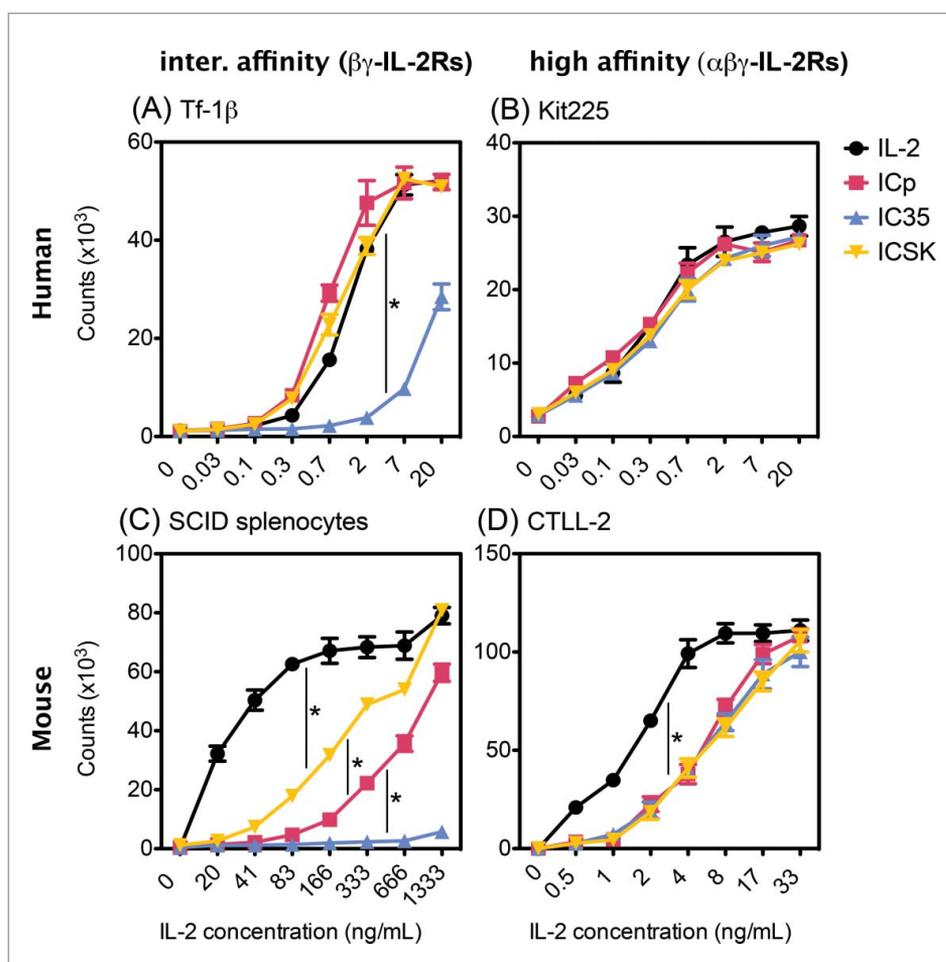 inter. affinity (βγ-IL-2Rs)
high affinity (αβγ-IL-2Rs)
(A) Tf-1β
(B) Kit225
Human
Counts (x10³)
60
40
20
0
*
0 0.03 0.1 0.3 0.7 2 7 20
40
30
20
10
0
0 0.03 0.1 0.3 0.7 2 7 20
IL-2
ICp
IC35
ICSK
(C) SCID splenocytes
(D) CTLL-2
Mouse
Counts (x10³)
100
80
60
40
20
0
*
*
*
0 20 41 83 166 333 666 1333
IL-2 concentration (ng/mL)
150
100
50
0
*
0 0.5 1 2 4 8 17 33
IL-2 concentration (ng/mL)